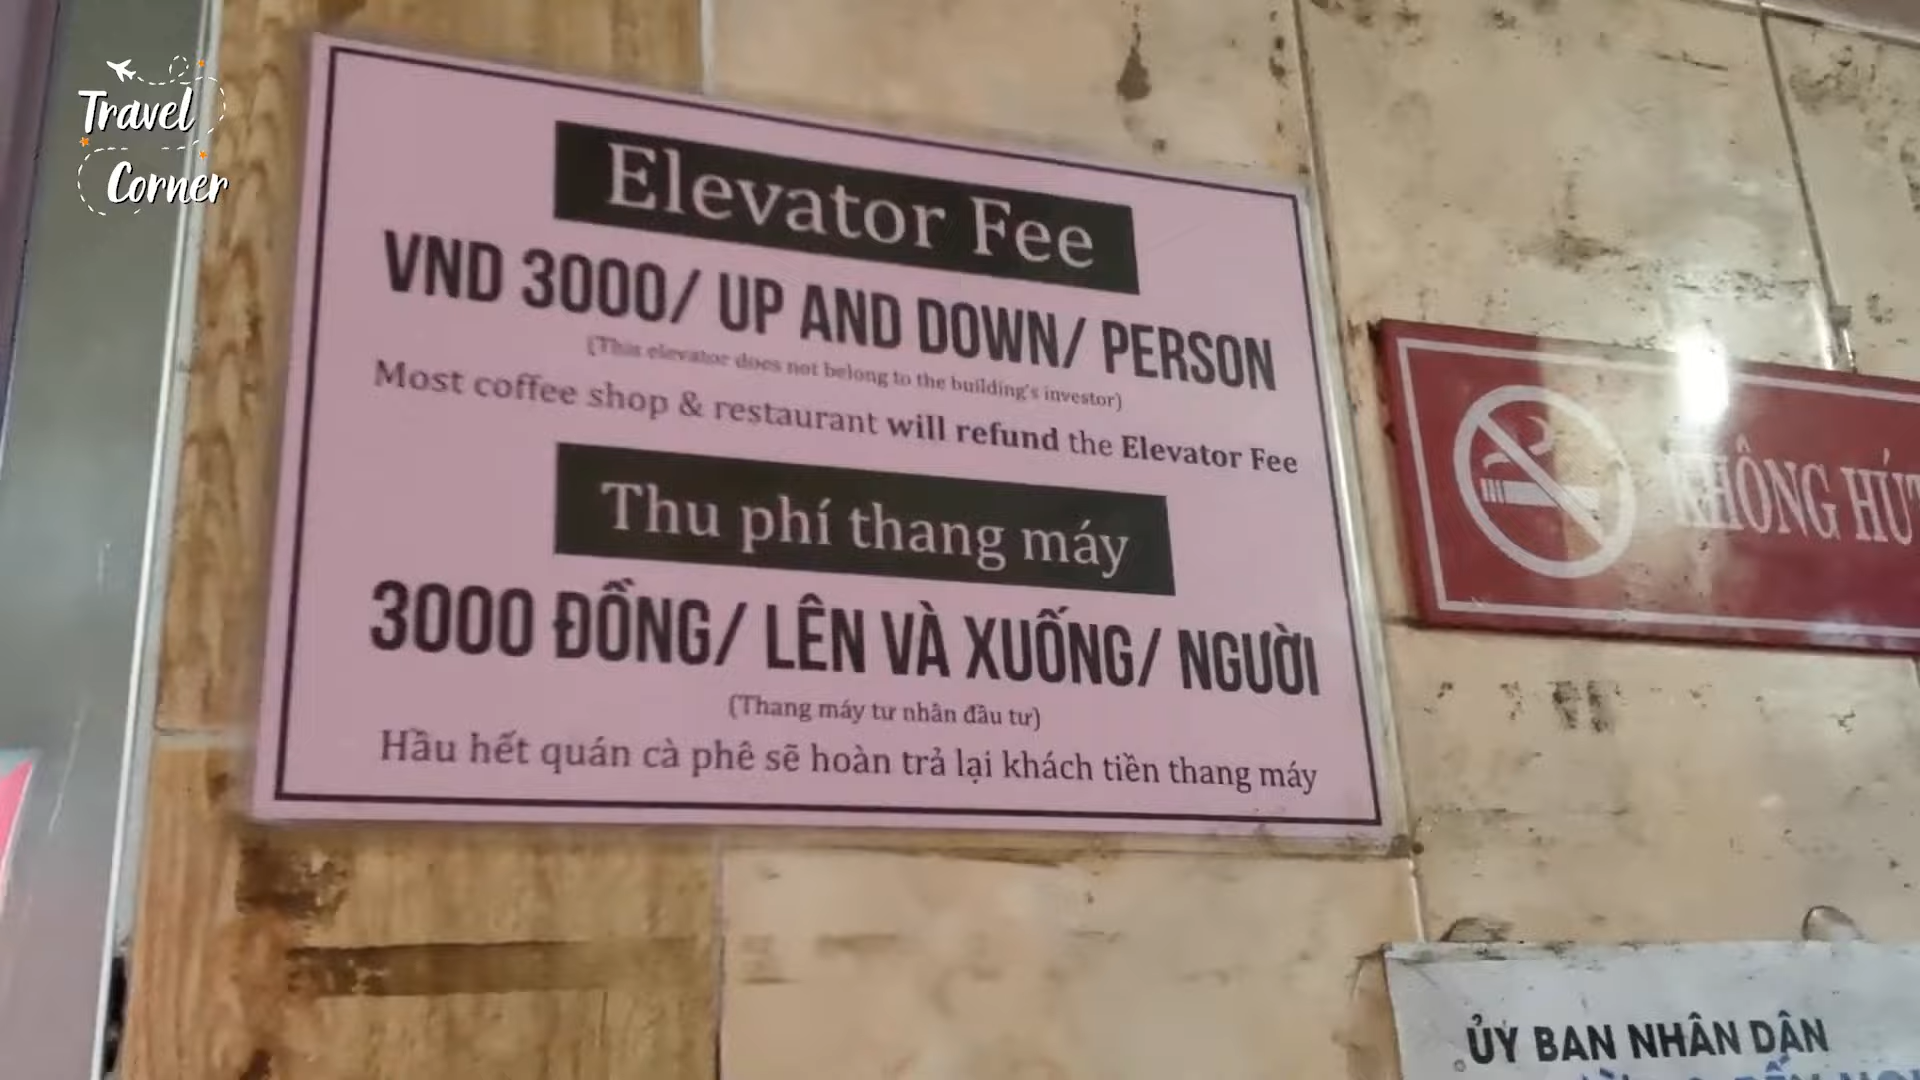 Travel
Corner
Elevator Fee
VND 3000/ UP AND DOWN/ PERSON
(This elevator does not belong to the building's investor)
Most coffee shop & restaurant will refund the Elevator Fee
Thu phí thang máy
3000 ĐỒNG/ LÊN VÀ XUỐNG/ NGƯỜI
(Thang máy tư nhân đầu tư)
Hầu hết quán cà phê sẽ hoàn trả lại khách tiền thang máy
KHÔNG HÚT
ỦY BAN NHÂN DÂN